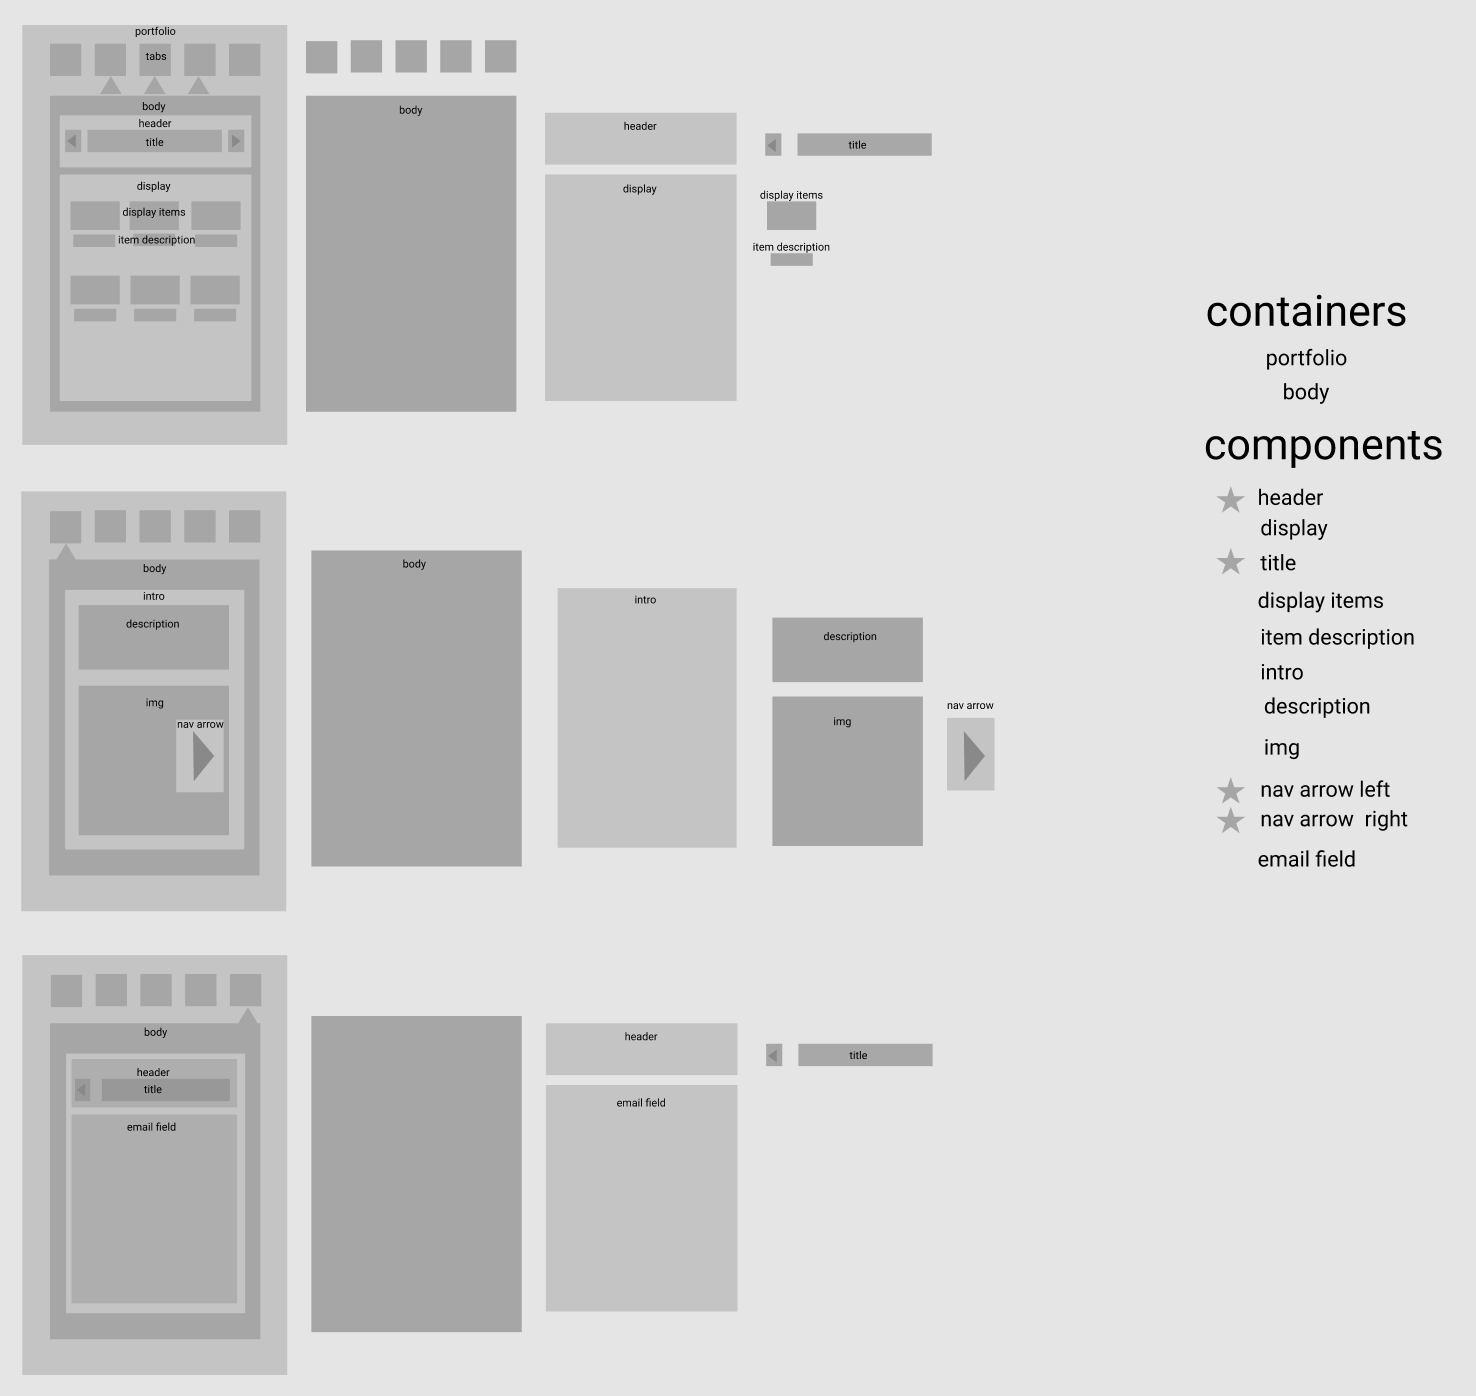 portfolio
tabs
body
header
title
display
display items
item description
body
header
display
title
display items
item description
containers
portfolio
body
components
header
display
title
display items
item description
intro
description
img
nav arrow left
nav arrow right
email field
body
intro
description
img
nav arrow
body
intro
description
img
nav arrow
body
header
title
email field
header
email field
title